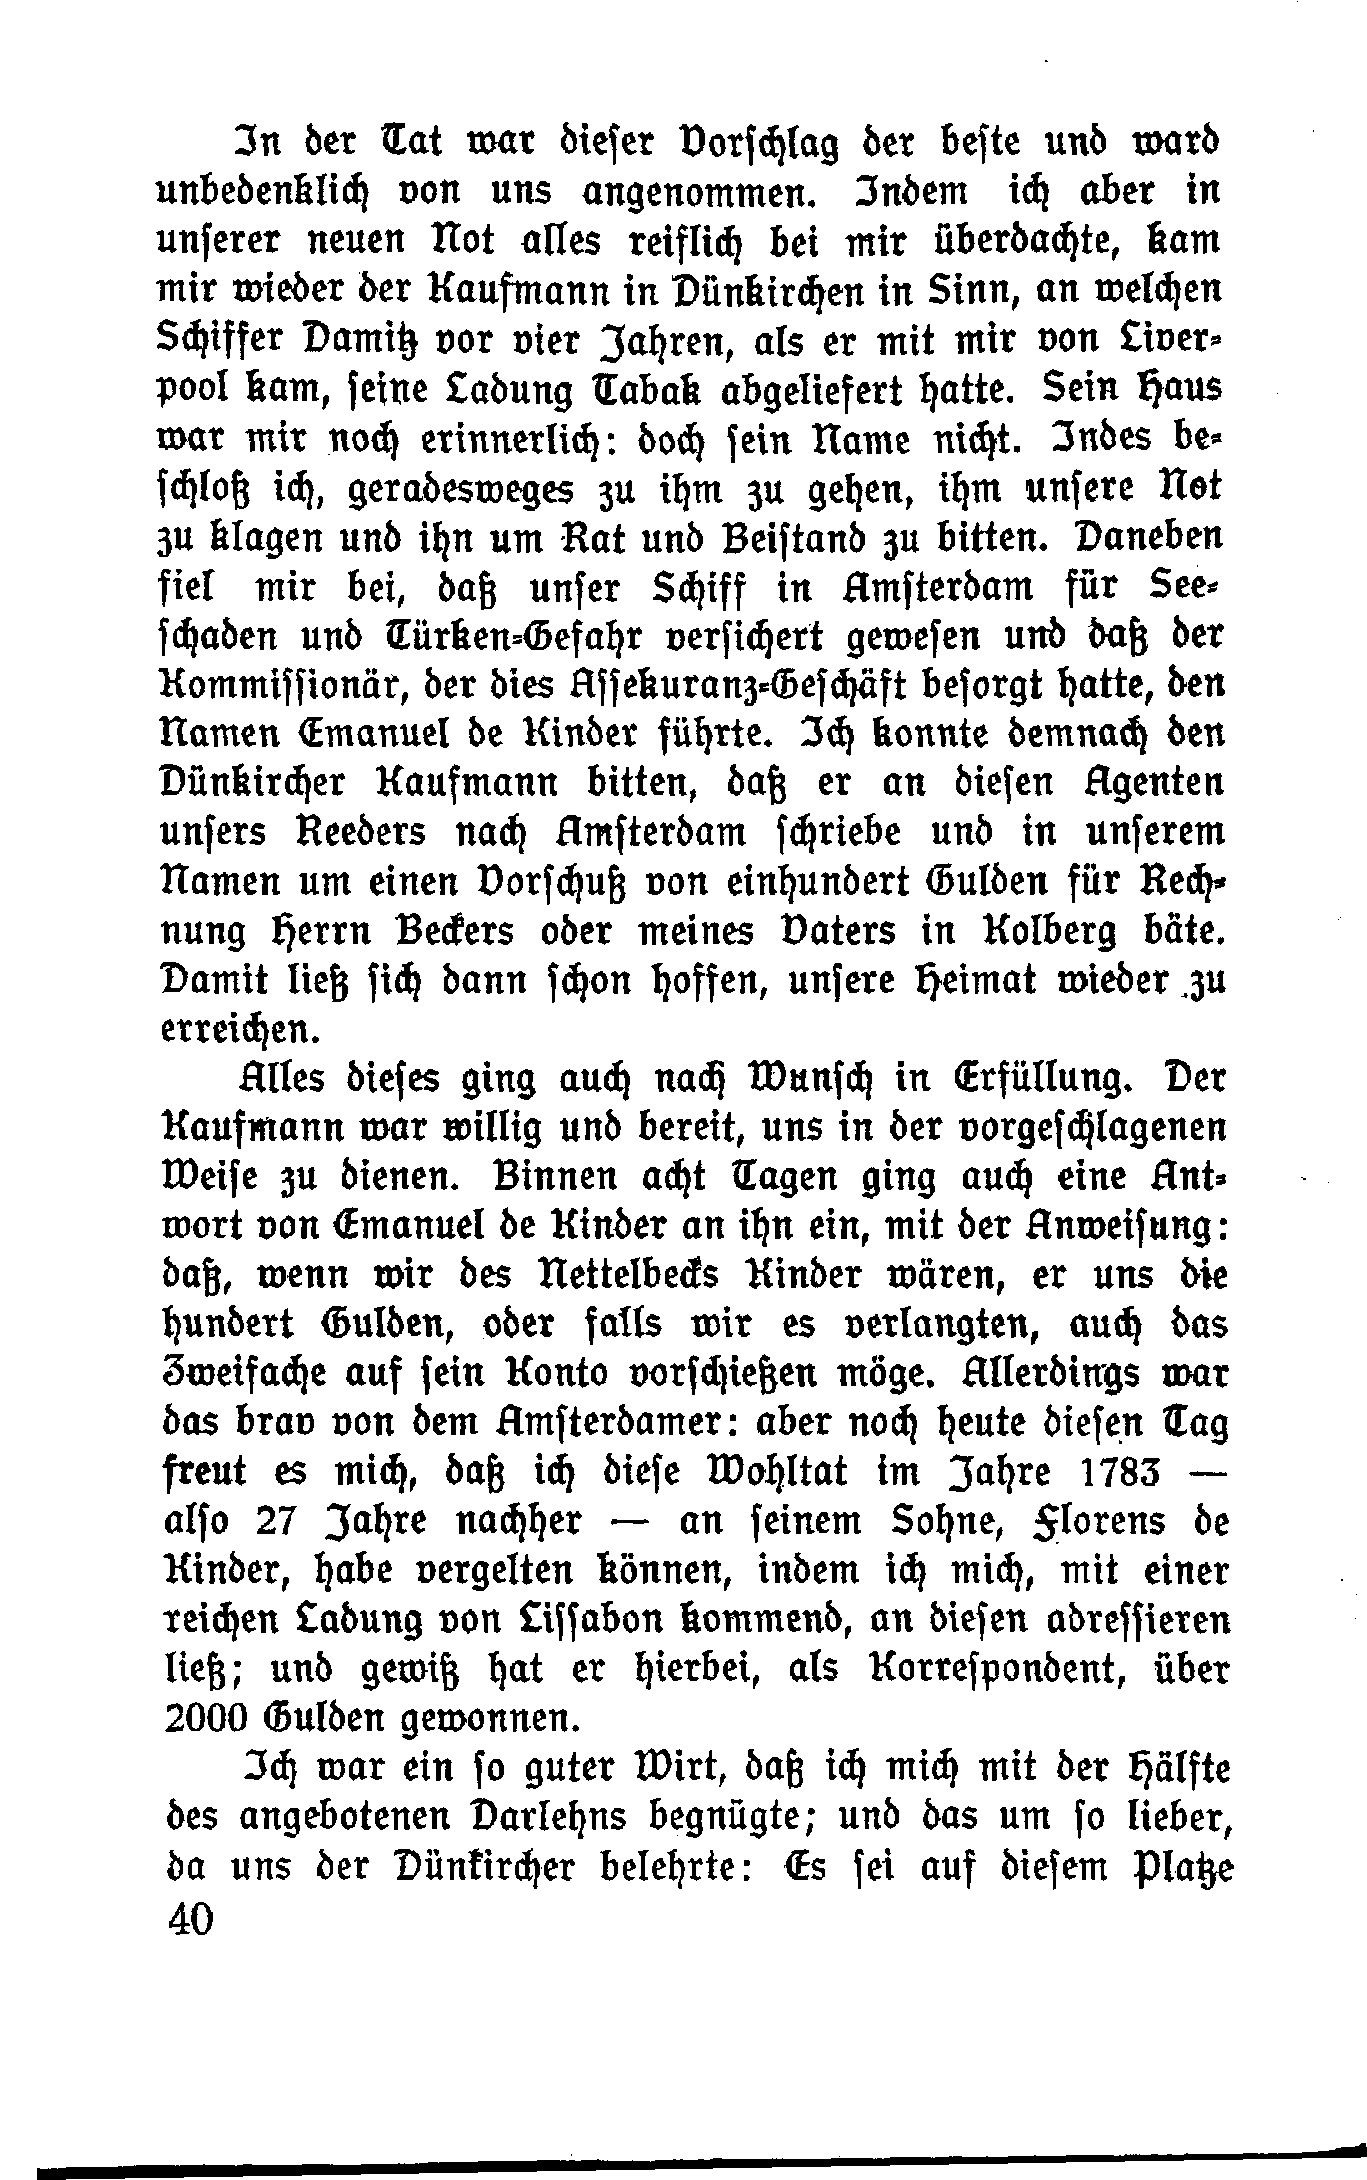 In der Tat war dieser Vorschlag der beste und ward
unbedenklich von uns angenommen. Indem ich aber in
unserer neuen Not alles reiflich bei mir überdachte, kam
mir wieder der Kaufmann in Dünkirchen in Sinn, an welchen
Schiffer Damitz vor vier Jahren, als er mit mir von Liver-
pool kam, seine Ladung Tabak abgeliefert hatte. Sein Haus
war mir noch erinnerlich: doch sein Name nicht. Indes be-
schloß ich, geradesweges zu ihm zu gehen, ihm unsere Not
zu klagen und ihn um Rat und Beistand zu bitten. Daneben
fiel mir bei, daß unser Schiff in Amsterdam für See-
schaden und Türken-Gefahr versichert gewesen und daß der
Kommissionär, der dies Assekuranz-Geschäft besorgt hatte, den
Namen Emanuel de Kinder führte. Ich konnte demnach den
Dünkircher Kaufmann bitten, daß er an diesen Agenten
unsers Reeders nach Amsterdam schriebe und in unserem
Namen um einen Vorschuß von einhundert Gulden für Rech-
nung Herrn Beckers oder meines Vaters in Kolberg bäte.
Damit ließ sich dann schon hoffen, unsere Heimat wieder zu
erreichen.
Alles dieses ging auch nach Wunsch in Erfüllung. Der
Kaufmann war willig und bereit, uns in der vorgeschlagenen
Weise zu dienen. Binnen acht Tagen ging auch eine Ant-
wort von Emanuel de Kinder an ihn ein, mit der Anweisung:
daß, wenn wir des Nettelbecks Kinder wären, er uns die
hundert Gulden, oder falls wir es verlangten, auch das
Zweifache auf sein Konto vorschießen möge. Allerdings war
das brav von dem Amsterdamer: aber noch heute diesen Tag
freut es mich, daß ich diese Wohltat im Jahre 1783 —
also 27 Jahre nachher — an seinem Sohne, Florens de
Kinder, habe vergelten können, indem ich mich, mit einer
reichen Ladung von Lissabon kommend, an diesen adressieren
ließ; und gewiß hat er hierbei, als Korrespondent, über
2000 Gulden gewonnen.
Ich war ein so guter Wirt, daß ich mich mit der Hälfte
des angebotenen Darlehns begnügte; und das um so lieber,
da uns der Dünkircher belehrte: Es sei auf diesem Platze
40